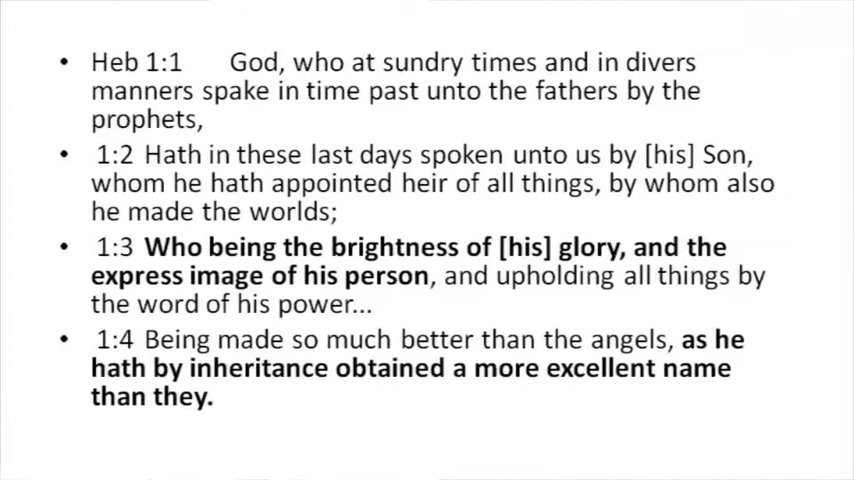 • Heb 1:1 God, who at sundry times and in divers
manners spake in time past unto the fathers by the
prophets,
• 1:2 Hath in these last days spoken unto us by [his] Son,
whom he hath appointed heir of all things, by whom also
he made the worlds;
• 1:3 Who being the brightness of [his] glory, and the
express image of his person, and upholding all things by
the word of his power...
• 1:4 Being made so much better than the angels, as he
hath by inheritance obtained a more excellent name
than they.